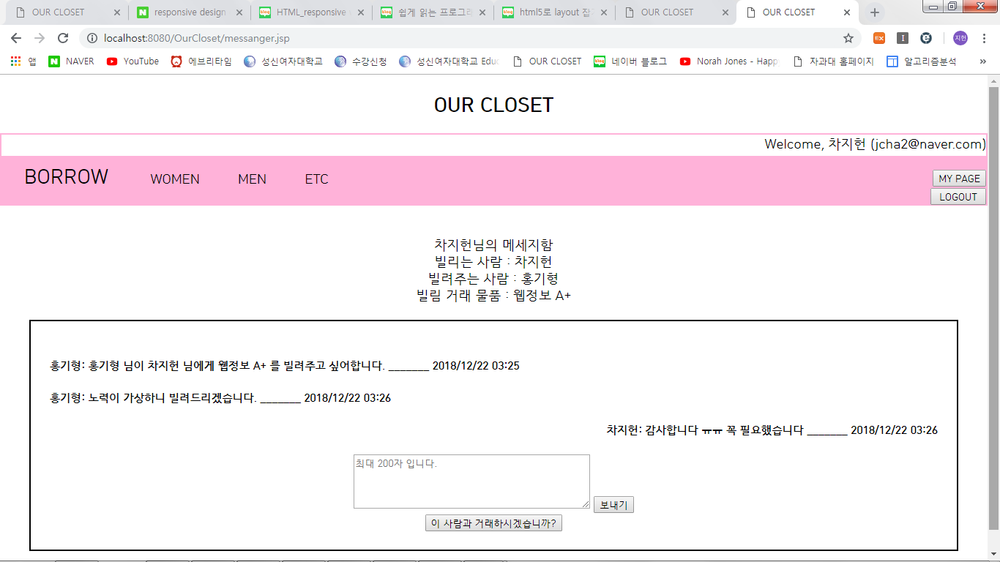 OUR CLOSET
responsive design
HTML_responsive
쉽게 읽는 프로그래
html5로 layout 잡
OUR CLOSET
OUR CLOSET
localhost:8080/OurCloset/messanger.jsp
지헌
앱 NAVER YouTube 에브리타임 성신여자대학교 수강신청 성신여자대학교 Educ OUR CLOSET 네이버 블로그 Norah Jones - Happ 자과대 홈페이지 알고리즘분석 »
OUR CLOSET
Welcome, 차지헌 (jcha2@naver.com)
BORROW WOMEN MEN ETC
MY PAGE
LOGOUT
차지헌님의 메세지함
빌리는 사람 : 차지헌
빌려주는 사람 : 홍기형
빌림 거래 물품 : 웹정보 A+
홍기형: 홍기형 님이 차지헌 님에게 웹정보 A+ 를 빌려주고 싶어합니다. _______ 2018/12/22 03:25
홍기형: 노력이 가상하니 빌려드리겠습니다. _______ 2018/12/22 03:26
차지헌: 감사합니다 ㅠㅠ 꼭 필요했습니다 _______ 2018/12/22 03:26
최대 200자 입니다.
보내기
이 사람과 거래하시겠습니까?